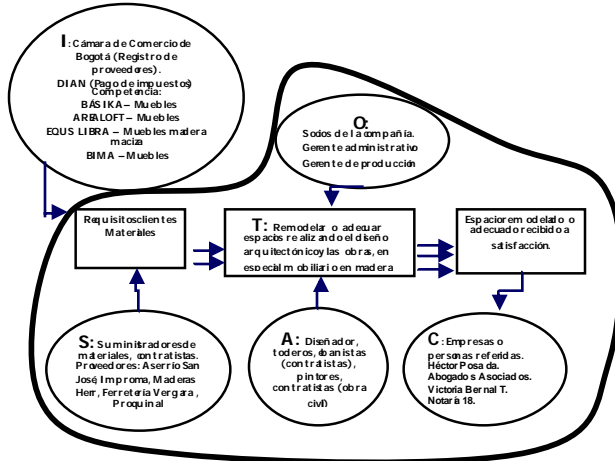 I: Cámara de Comercio de
Bogotá (Registro de
proveedores).
DIAN (Pago de impuestos)
Competencia:
BÁSIKA – Muebles
AREALOFT – Muebles
EQUS LIBRA – Muebles madera
maciza
BIMA – Muebles
O:
Socios de la compañía.
Gerente administrativo
Gerente de producción
Requisitos clientes
Materiales
T: Remodelar o adecuar
espacios realizando el diseño
arquitectónico y las obras, en
especial mobiliario en madera
Espacio remodelado o
adecuado recibido a
satisfacción.
S: Suministradores de
materiales, contratistas.
Proveedores: Aserrío San
José, Improma, Maderas
Herr, Ferretería Vergara,
Proquinal
A: Diseñador,
toderos, ebanistas
(contratistas),
pintores,
contratistas (obra
civil)
C: Empresas o
personas referidas.
Héctor Posada.
Abogados Asociados.
Victoria Bernal T.
Notaría 18.